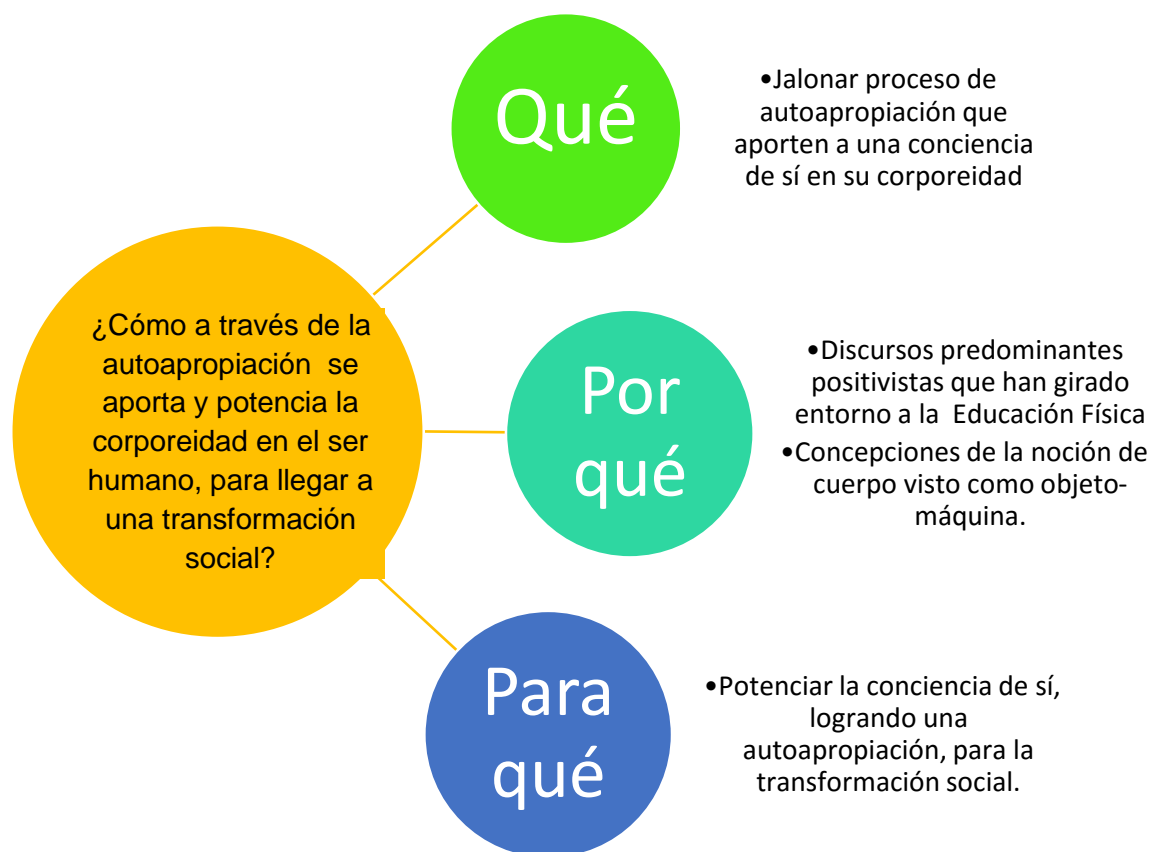 ¿Cómo a través de la
autoapropiación  se
aporta y potencia la
corporeidad en el ser
humano, para llegar a
una transformación
social?
Qué
•Jalonar proceso de
autoapropiación que
aporten a una conciencia
de sí en su corporeidad
Por
qué
•Discursos predominantes
positivistas que han girado
entorno a la  Educación Física
•Concepciones de la noción de
cuerpo visto como objeto-
máquina.
Para
qué
•Potenciar la conciencia de sí,
logrando una
autoapropiación, para la
transformación social.